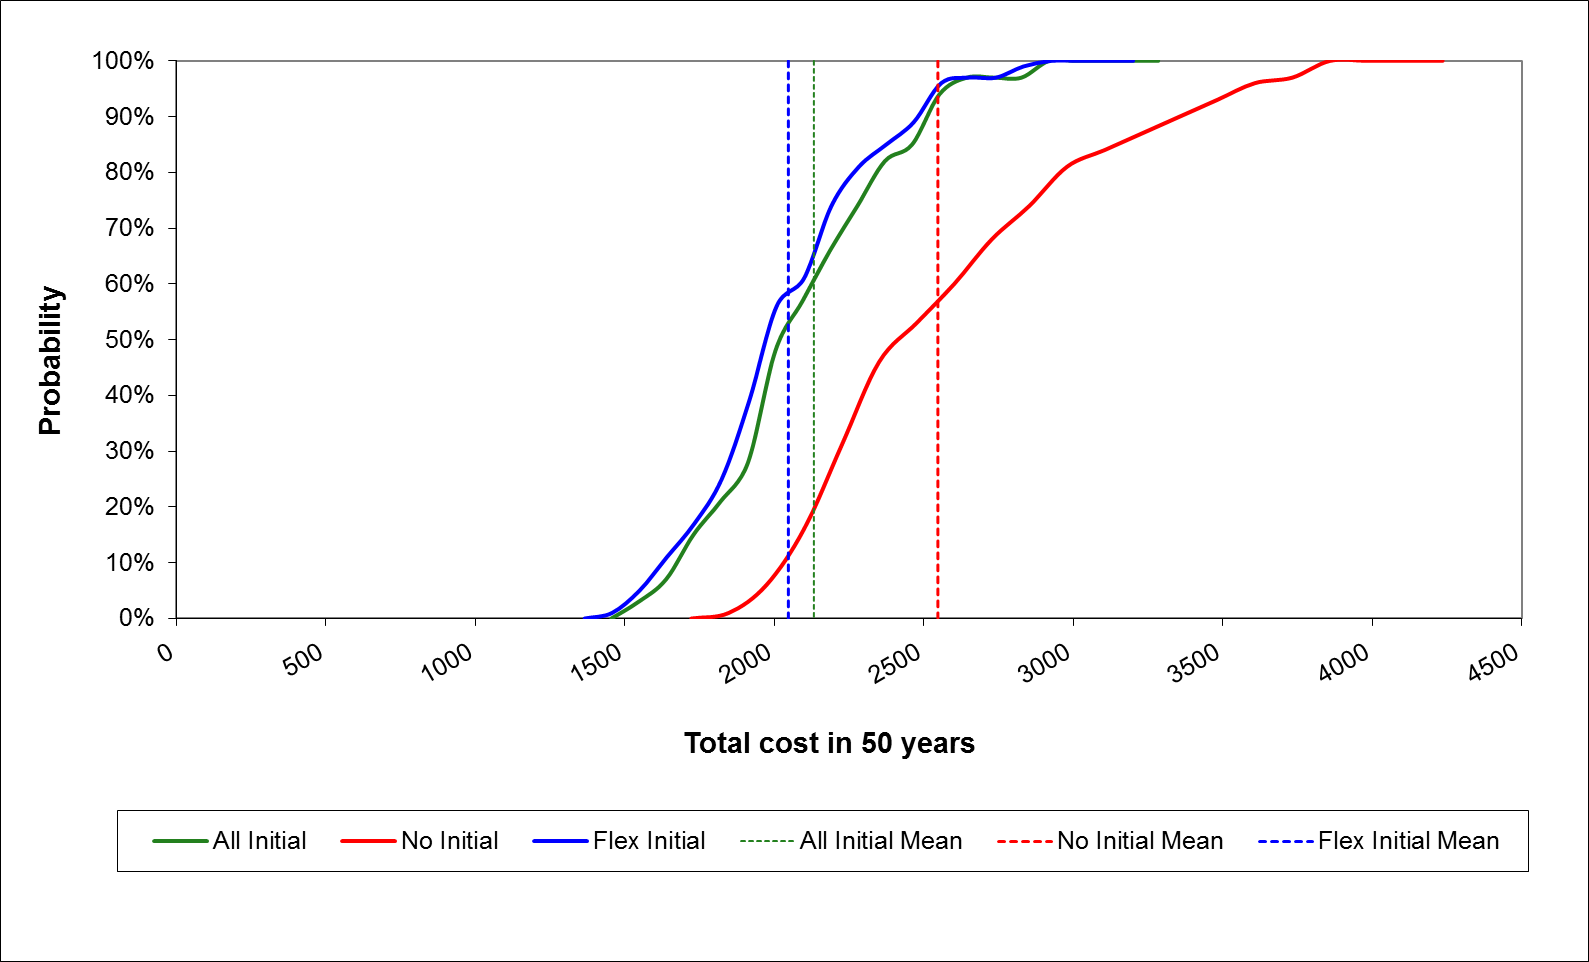 100%
90%
80%
70%
60%
50%
40%
30%
20%
10%
0%
Probability
0 500 1000 1500 2000 2500 3000 3500 4000 4500
Total cost in 50 years
All Initial No Initial Flex Initial All Initial Mean No Initial Mean Flex Initial Mean